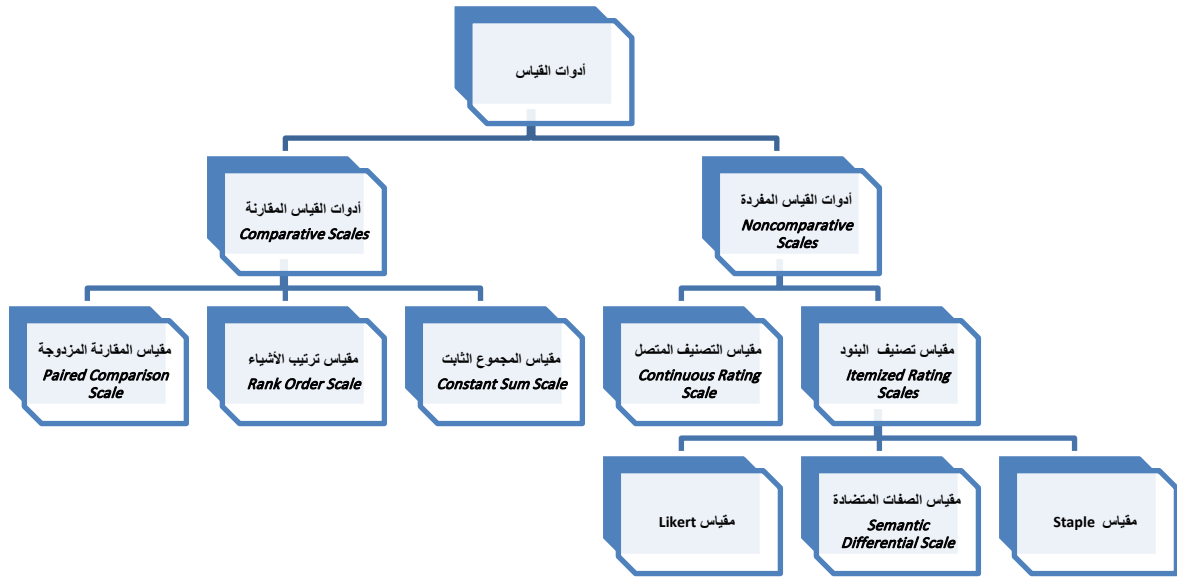 أدوات القياس
أدوات القياس المقارنة
Comparative Scales
أدوات القياس المفردة
Noncomparative
Scales
مقياس المقارنة المزدوجة
Paired Comparison
Scale
مقياس ترتيب الأشياء
Rank Order Scale
مقياس المجموع الثابت
Constant Sum Scale
مقياس التصنيف المتصل
Continuous Rating
Scale
مقياس تصنيف البنود
Itemized Rating
Scales
مقياس Likert
مقياس الصفات المتضادة
Semantic
Differential Scale
مقياس Staple